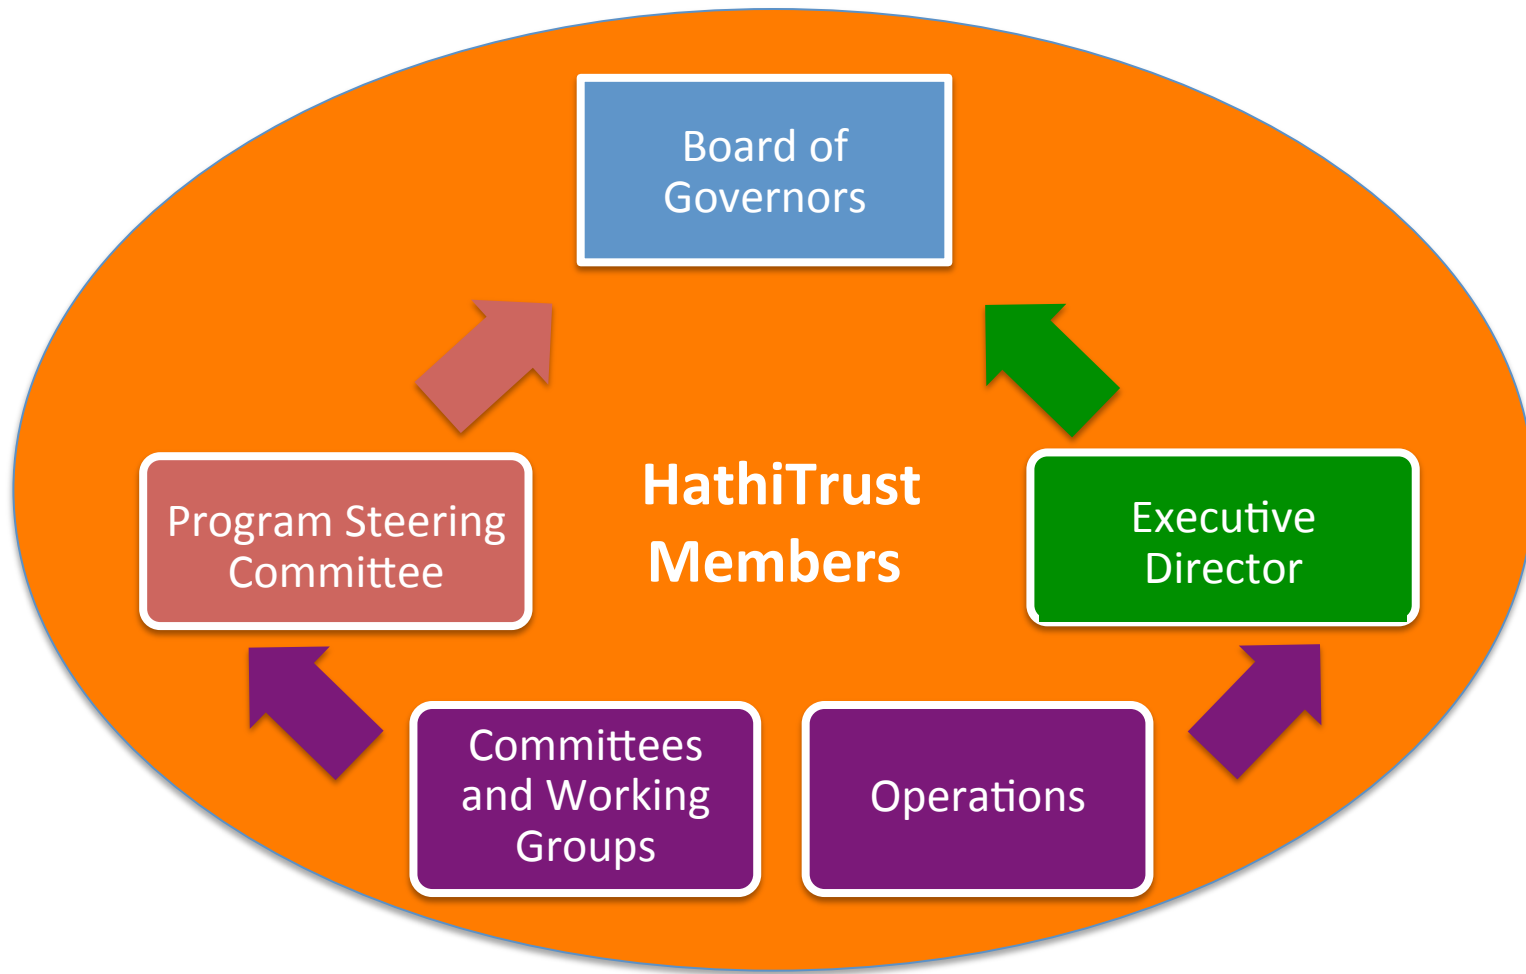 Board of
Governors
HathiTrust
Members
Program Steering
Committee
Executive
Director
Committees
and Working
Groups
Operations